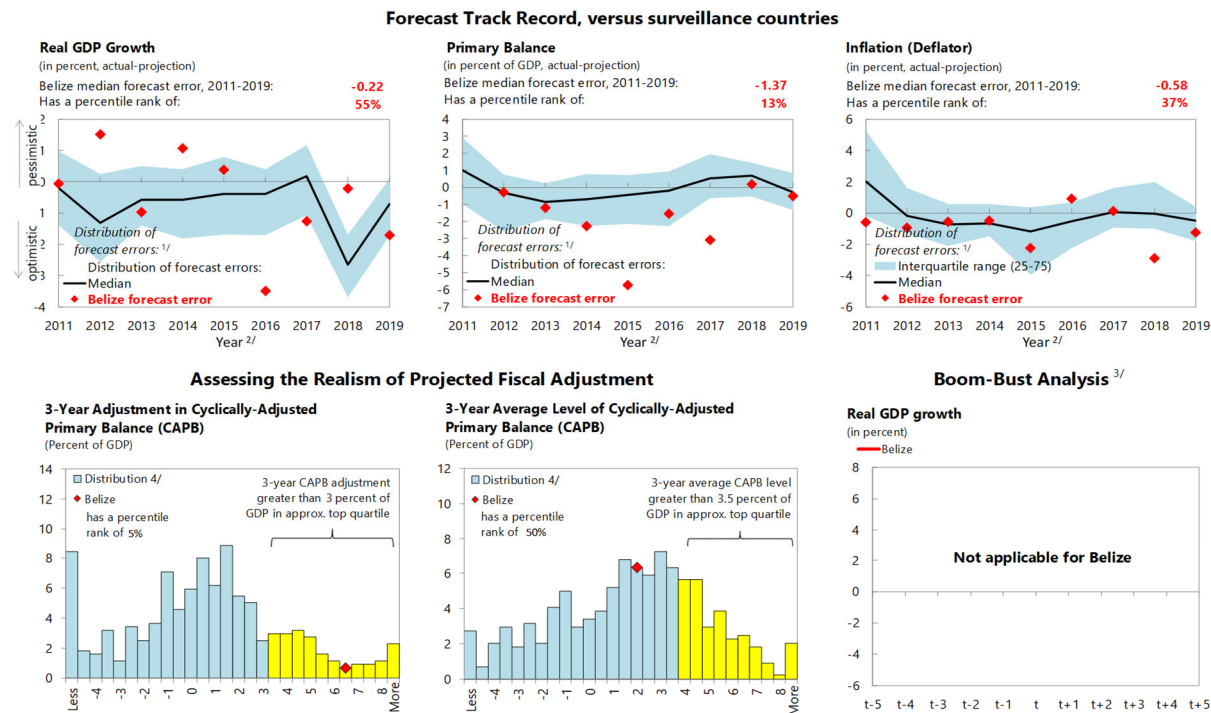 Forecast Track Record, versus surveillance countries
Real GDP Growth
(in percent, actual-projection)
Belize median forecast error, 2011-2019: -0.22
Has a percentile rank of: 55%
pessimistic
optimistic
2
1
0
1
2
-3
-4
Distribution of
forecast errors: 1/
Distribution of forecast errors:
Median
Belize forecast error
2011 2012 2013 2014 2015 2016 2017 2018 2019
Year 2/
Primary Balance
(in percent of GDP, actual-projection)
Belize median forecast error, 2011-2019: -1.37
Has a percentile rank of: 13%
4
3
2
1
0
-1
-2
-3
-4
-5
-6
-7
Distribution of
forecast errors: 1/
Distribution of forecast errors:
Median
Belize forecast error
2011 2012 2013 2014 2015 2016 2017 2018 2019
Year 2/
Inflation (Deflator)
(in percent, actual-projection)
Belize median forecast error, 2011-2019: -0.58
Has a percentile rank of: 37%
6
4
2
0
-2
-4
-6
Distribution of
forecast errors: 1/
Interquartile range (25-75)
Median
Belize forecast error
2011 2012 2013 2014 2015 2016 2017 2018 2019
Year 2/
Assessing the Realism of Projected Fiscal Adjustment
3-Year Adjustment in Cyclically-Adjusted
Primary Balance (CAPB)
(Percent of GDP)
14
12
10
8
6
4
2
0
Distribution 4/
Belize
has a percentile
rank of 5%
3-year CAPB adjustment
greater than 3 percent of
GDP in approx. top quartile
Less -4 -3 -2 -1 0 1 2 3 4 5 6 7 8 More
3-Year Average Level of Cyclically-Adjusted
Primary Balance (CAPB)
(Percent of GDP)
12
10
8
6
4
2
0
Distribution 4/
Belize
has a percentile
rank of 50%
3-year average CAPB level
greater than 3.5 percent of
GDP in approx. top quartile
Less -4 -3 -2 -1 0 1 2 3 4 5 6 7 8 More
Boom-Bust Analysis 3/
Real GDP growth
(in percent)
Belize
8
6
4
2
0
-2
-4
-6
Not applicable for Belize
t-5 t-4 t-3 t-2 t-1 t t+1 t+2 t+3 t+4 t+5